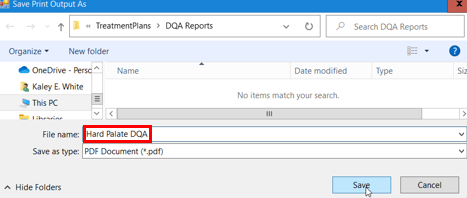 Save Print Output As
« TreatmentPlans > DQA Reports
Search DQA Reports
Organize
New folder
OneDrive - Perso
Kaley E. White
This PC
Libraries
Name
Date modified
Type
No items match your search.
File name: Hard Palate DQA
Save as type: PDF Document (*.pdf)
Hide Folders
Save
Cancel